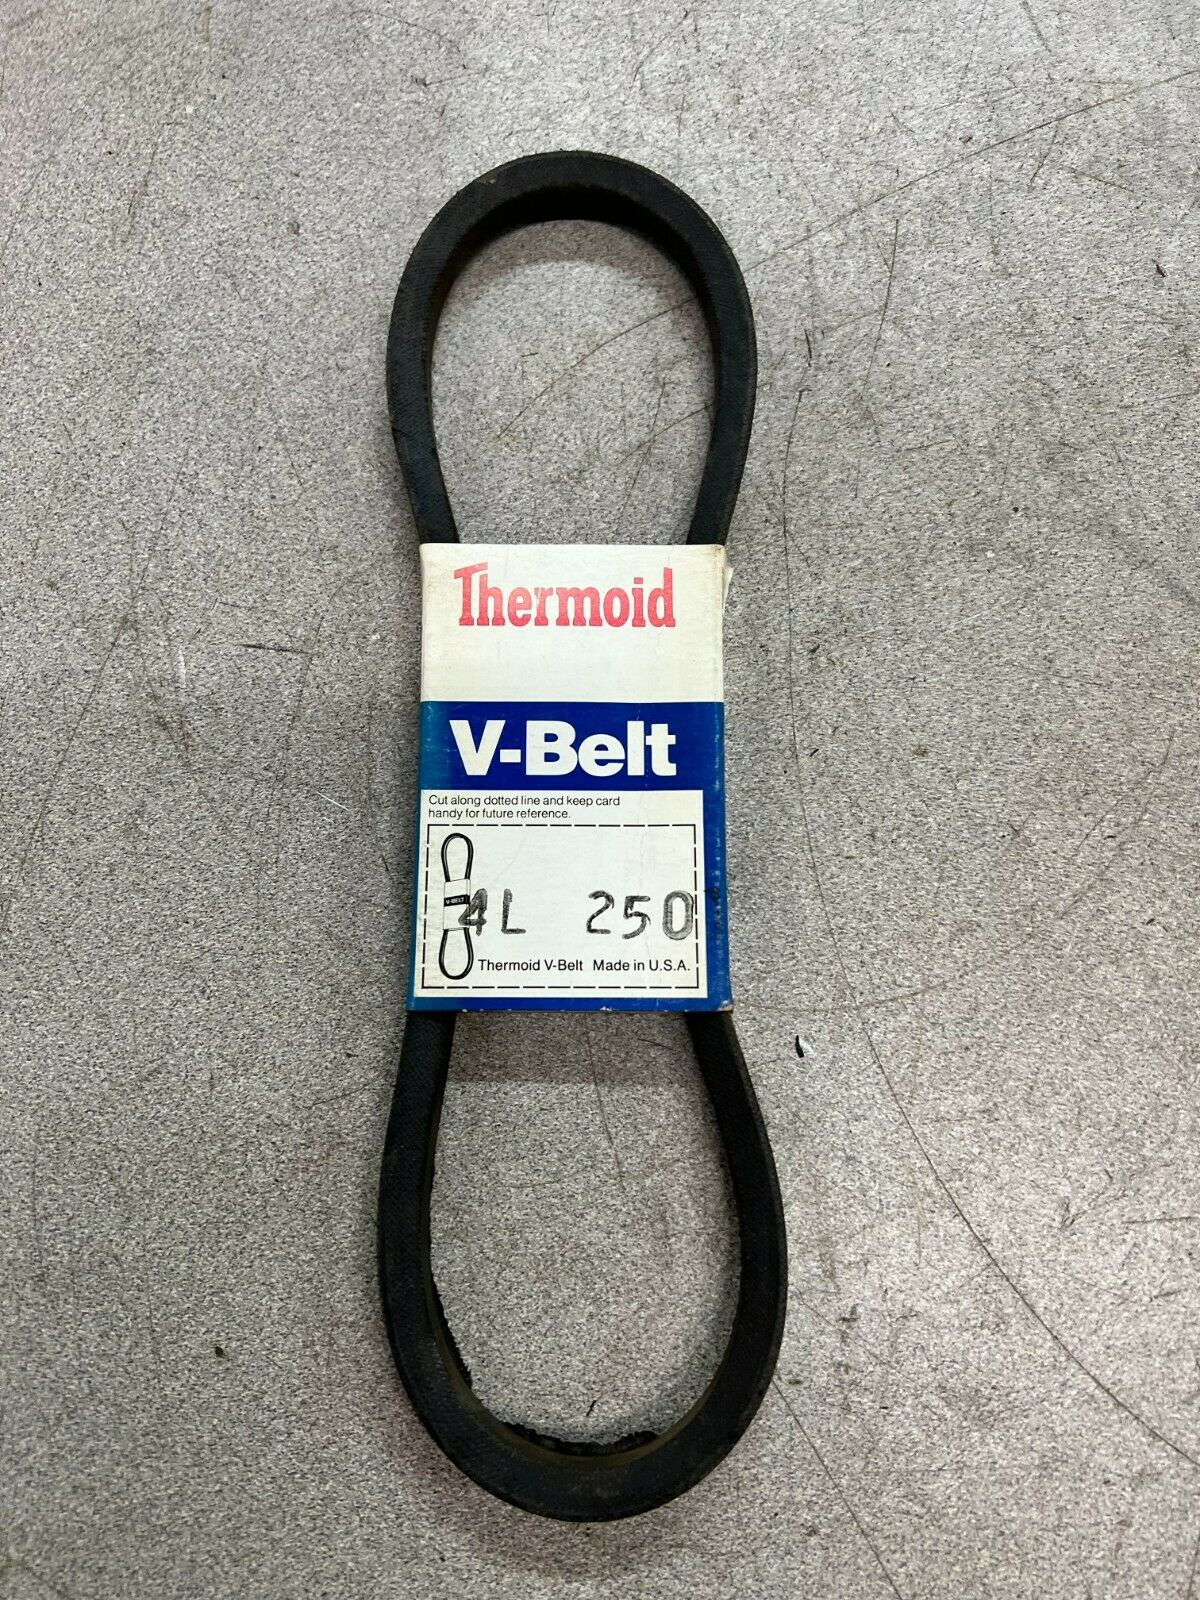 Thermoid
V-Belt
Cut along dotted line and keep card
handy for future reference.
V-BELT
4L 250
Thermoid V-Belt Made in U.S.A.